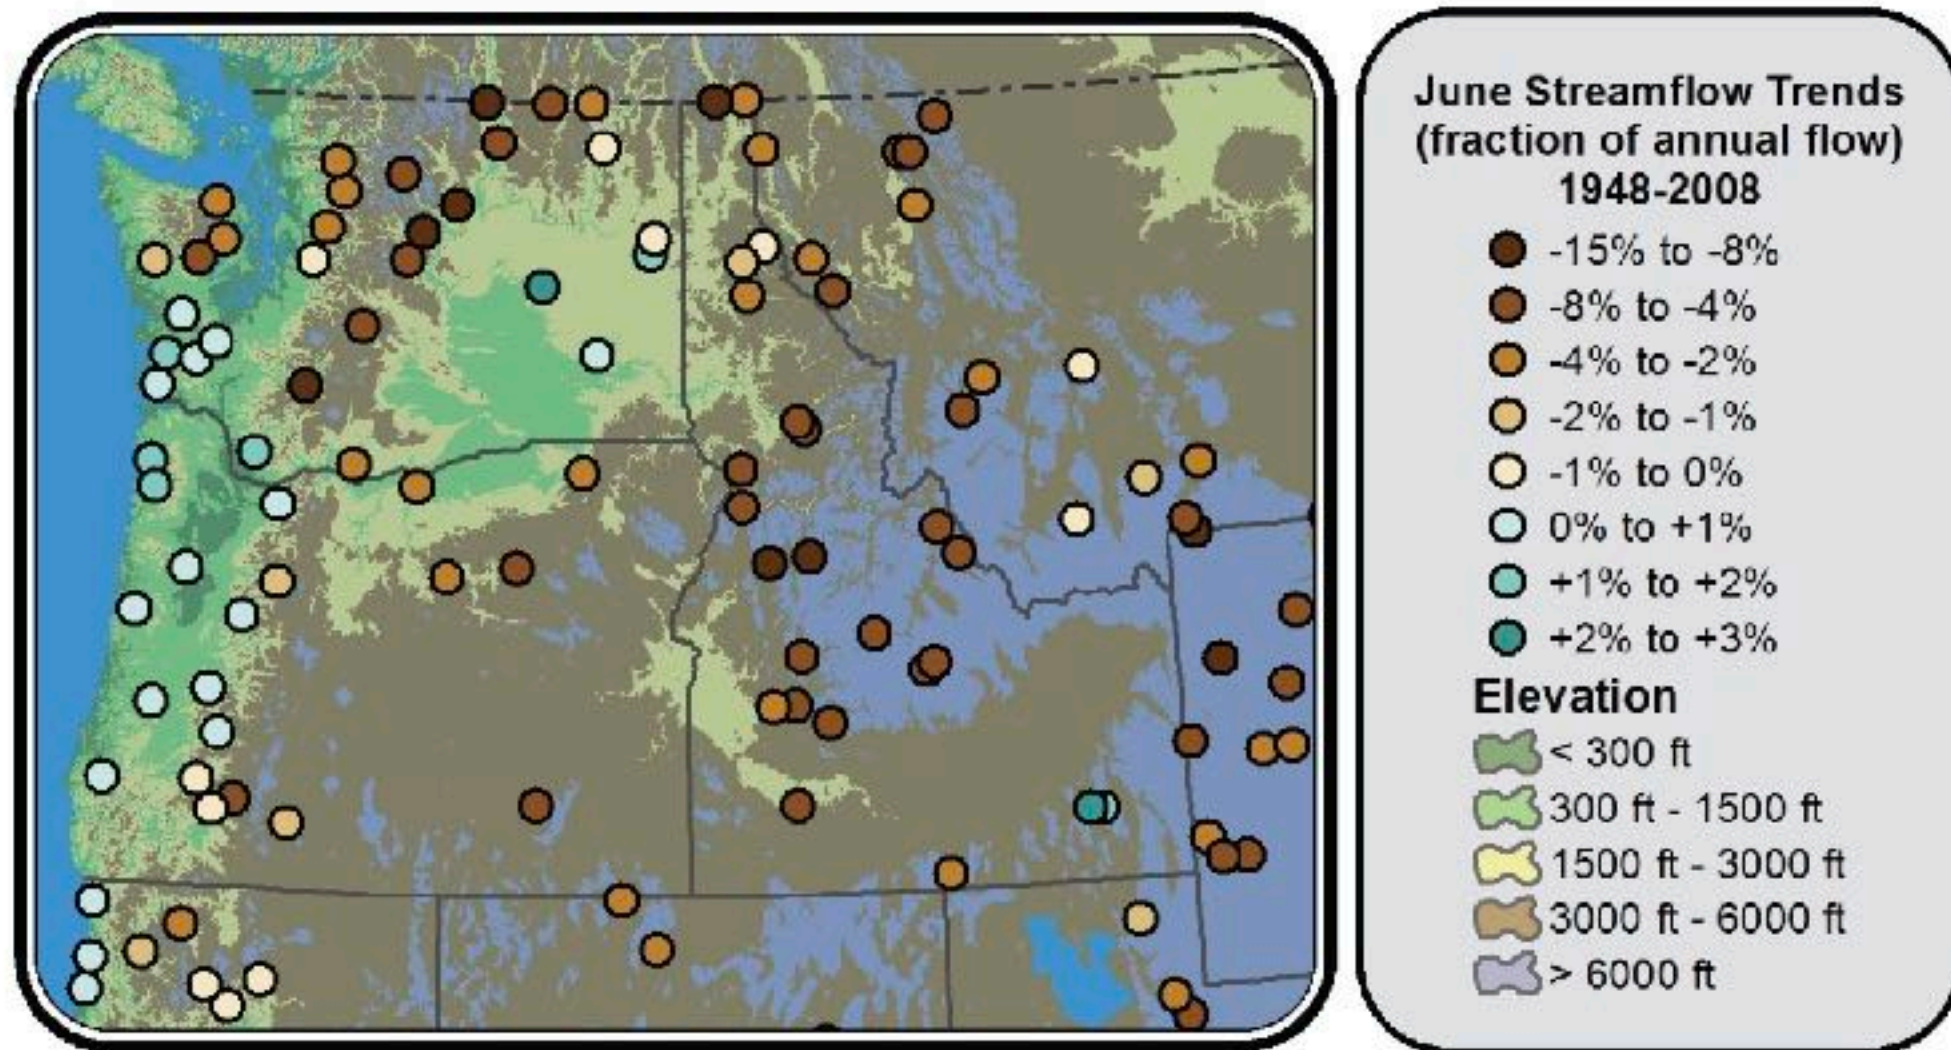 June Streamflow Trends
(fraction of annual flow)
1948-2008
-15% to -8%
-8% to -4%
-4% to -2%
-2% to -1%
-1% to 0%
0% to +1%
+1% to +2%
+2% to +3%
Elevation
< 300 ft
300 ft - 1500 ft
1500 ft - 3000 ft
3000 ft - 6000 ft
> 6000 ft